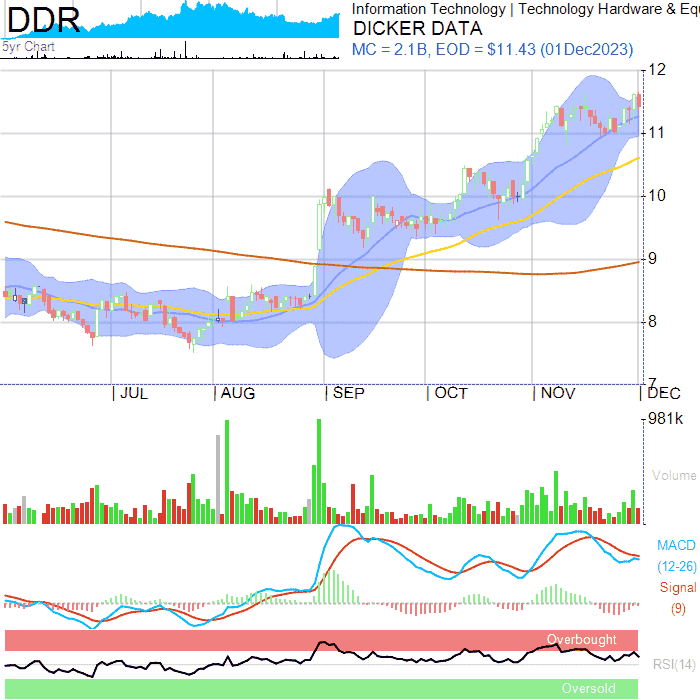 DDR
Information Technology | Technology Hardware & Equ
DICKER DATA
5yr Chart
MC = 2.1B, EOD = $11.43 (01Dec2023)
12
11
10
9
8
7
JUL AUG SEP OCT NOV DEC
981k
Volume
MACD
(12-26)
Signal
(9)
Overbought
RSI(14)
Oversold